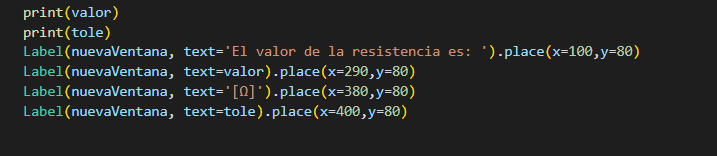 print(valor)
print(tole)
Label(nuevaVentana, text='El valor de la resistencia es: ').place(x=100,y=80)
Label(nuevaVentana, text=valor).place(x=290,y=80)
Label(nuevaVentana, text='[Ω]').place(x=380,y=80)
Label(nuevaVentana, text=tole).place(x=400,y=80)